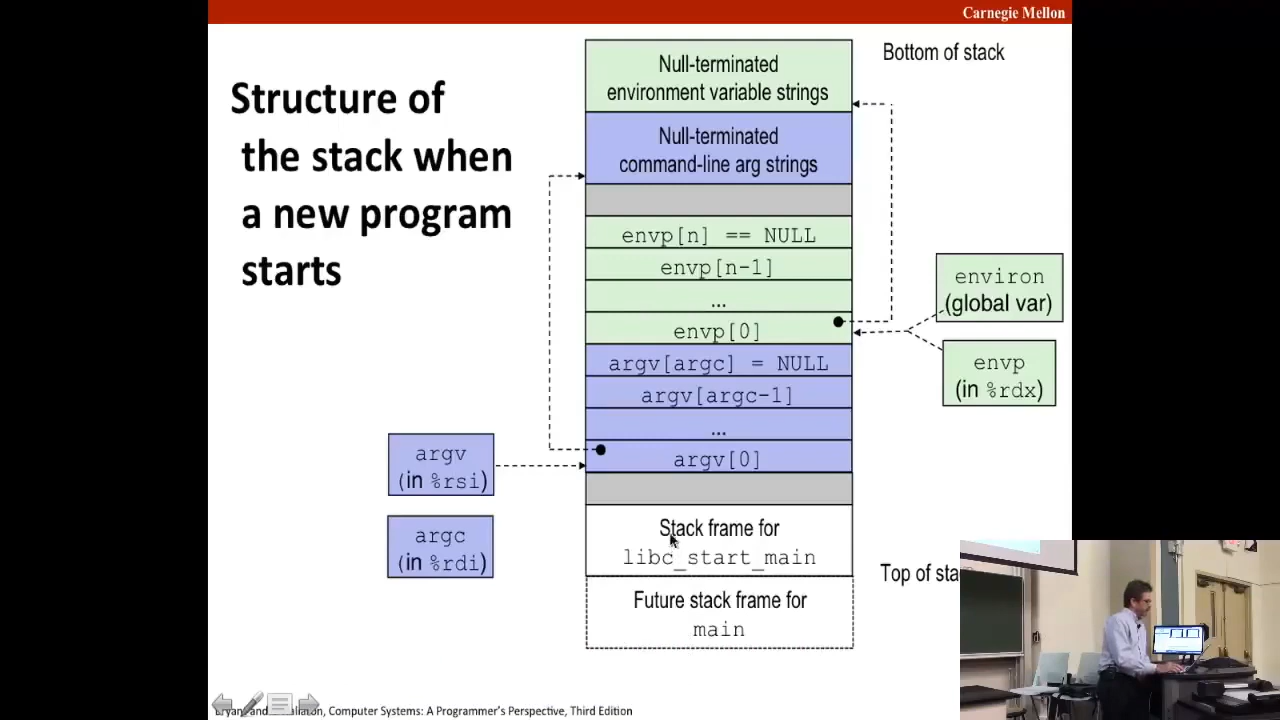 Carnegie Mellon
Structure of
the stack when
a new program
starts
Null-terminated
environment variable strings
Bottom of stack
Null-terminated
command-line arg strings
envp[n] == NULL
envp[n-1]
...
envp[0]
environ
(global var)
envp
(in %rdx)
argv[argc] = NULL
argv[argc-1]
...
argv[0]
argv
(in %rsi)
argc
(in %rdi)
Stack frame for
libc_start_main
Top of
Future stack frame for
main
and Computer Systems: A Programmer's Perspective, Third Edition